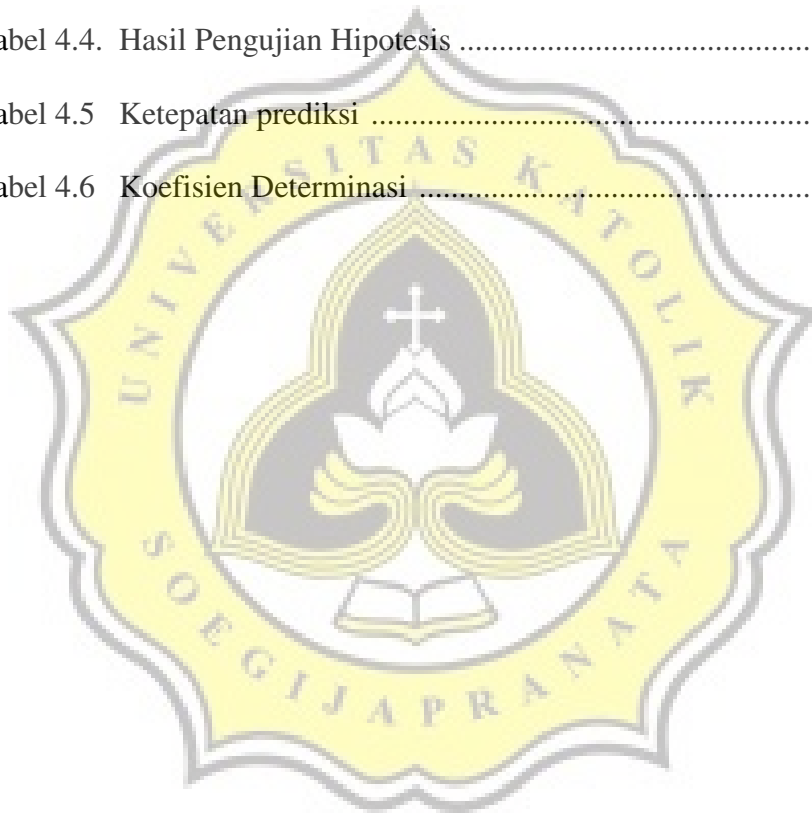 abel 4.4.  Hasil Pengujian Hipotesis ........................................
abel 4.5   Ketepatan prediksi ..................................................
abel 4.6   Koefisien Determinasi .............................................
UNIVERSITAS KATOLIK
SOEGIJAPRANATA